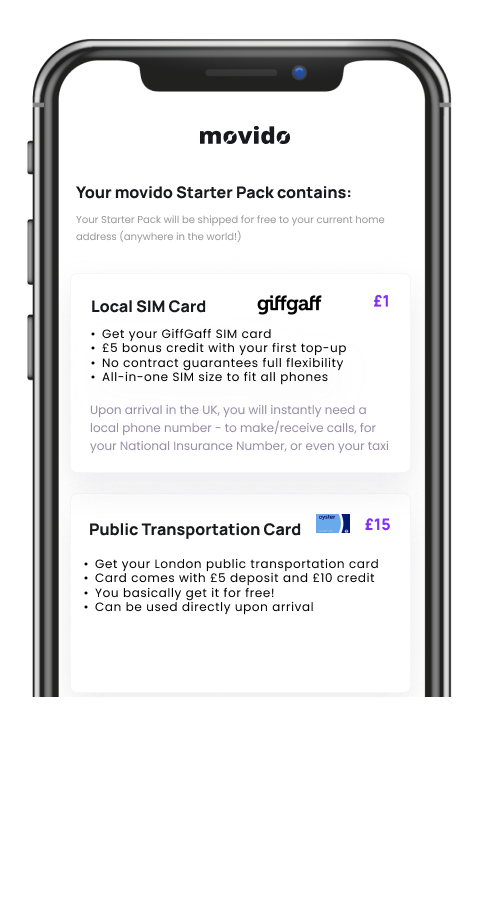 movido
Your movido Starter Pack contains:
Your Starter Pack will be shipped for free to your current home
address (anywhere in the world!)
Local SIM Card giffgaff £1
• Get your GiffGaff SIM card
• £5 bonus credit with your first top-up
• No contract guarantees full flexibility
• All-in-one SIM size to fit all phones
Upon arrival in the UK, you will instantly need a
local phone number - to make/receive calls, for
your National Insurance Number, or even your taxi
Public Transportation Card oyster £15
• Get your London public transportation card
• Card comes with £5 deposit and £10 credit
• You basically get it for free!
• Can be used directly upon arrival